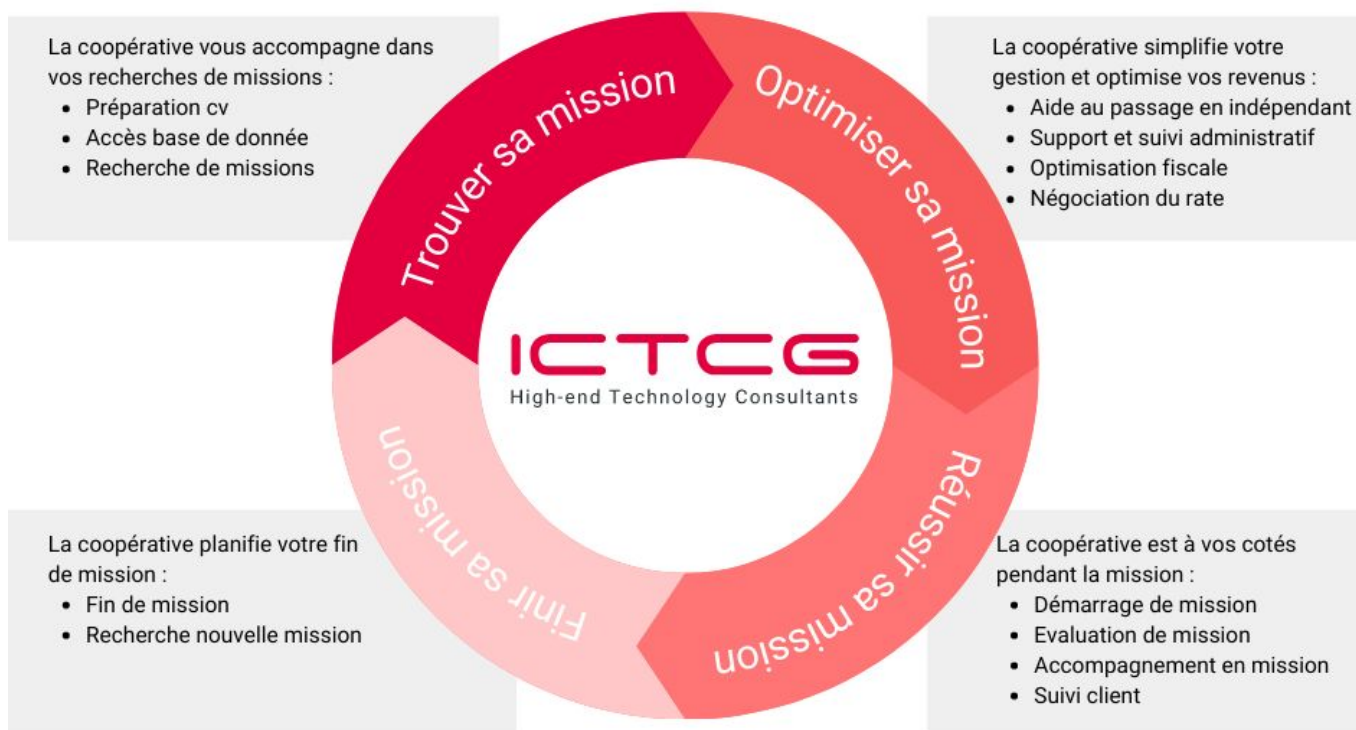 La coopérative vous accompagne dans
vos recherches de missions :
• Préparation cv
• Accès base de donnée
• Recherche de missions
Trouver sa mission
Optimiser sa mission
La coopérative simplifie votre
gestion et optimise vos revenus :
• Aide au passage en indépendant
• Support et suivi administratif
• Optimisation fiscale
• Négociation du rate
ICTCG
High-end Technology Consultants
La coopérative planifie votre fin
de mission :
• Fin de mission
• Recherche nouvelle mission
Finir sa mission
Réussir sa mission
La coopérative est à vos cotés
pendant la mission :
• Démarrage de mission
• Evaluation de mission
• Accompagnement en mission
• Suivi client